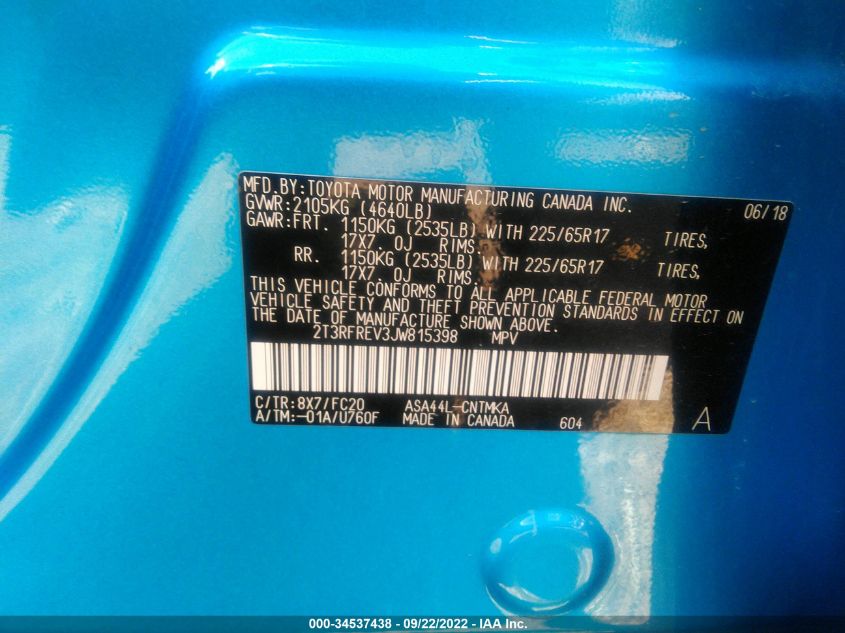 MFD. BY: TOYOTA MOTOR MANUFACTURING CANADA INC. 06/18
GVWR: 2105KG (4640LB)
GAWR: FRT. 1150KG (2535LB) WITH 225/65R17 TIRES,
17X7. 0J RIMS.
RR. 1150KG (2535LB) WITH 225/65R17 TIRES,
17X7. 0J RIMS.
THIS VEHICLE CONFORMS TO ALL APPLICABLE FEDERAL MOTOR
VEHICLE SAFETY AND THEFT PREVENTION STANDARDS IN EFFECT ON
THE DATE OF MANUFACTURE SHOWN ABOVE.
2T3RFREV3JW815398 MPV
C/TR: 8X7/FC20 ASA44L-CNTMKA
A/TM: -01A/U760F MADE IN CANADA 604 A
000-34537438 - 09/22/2022 - IAA Inc.